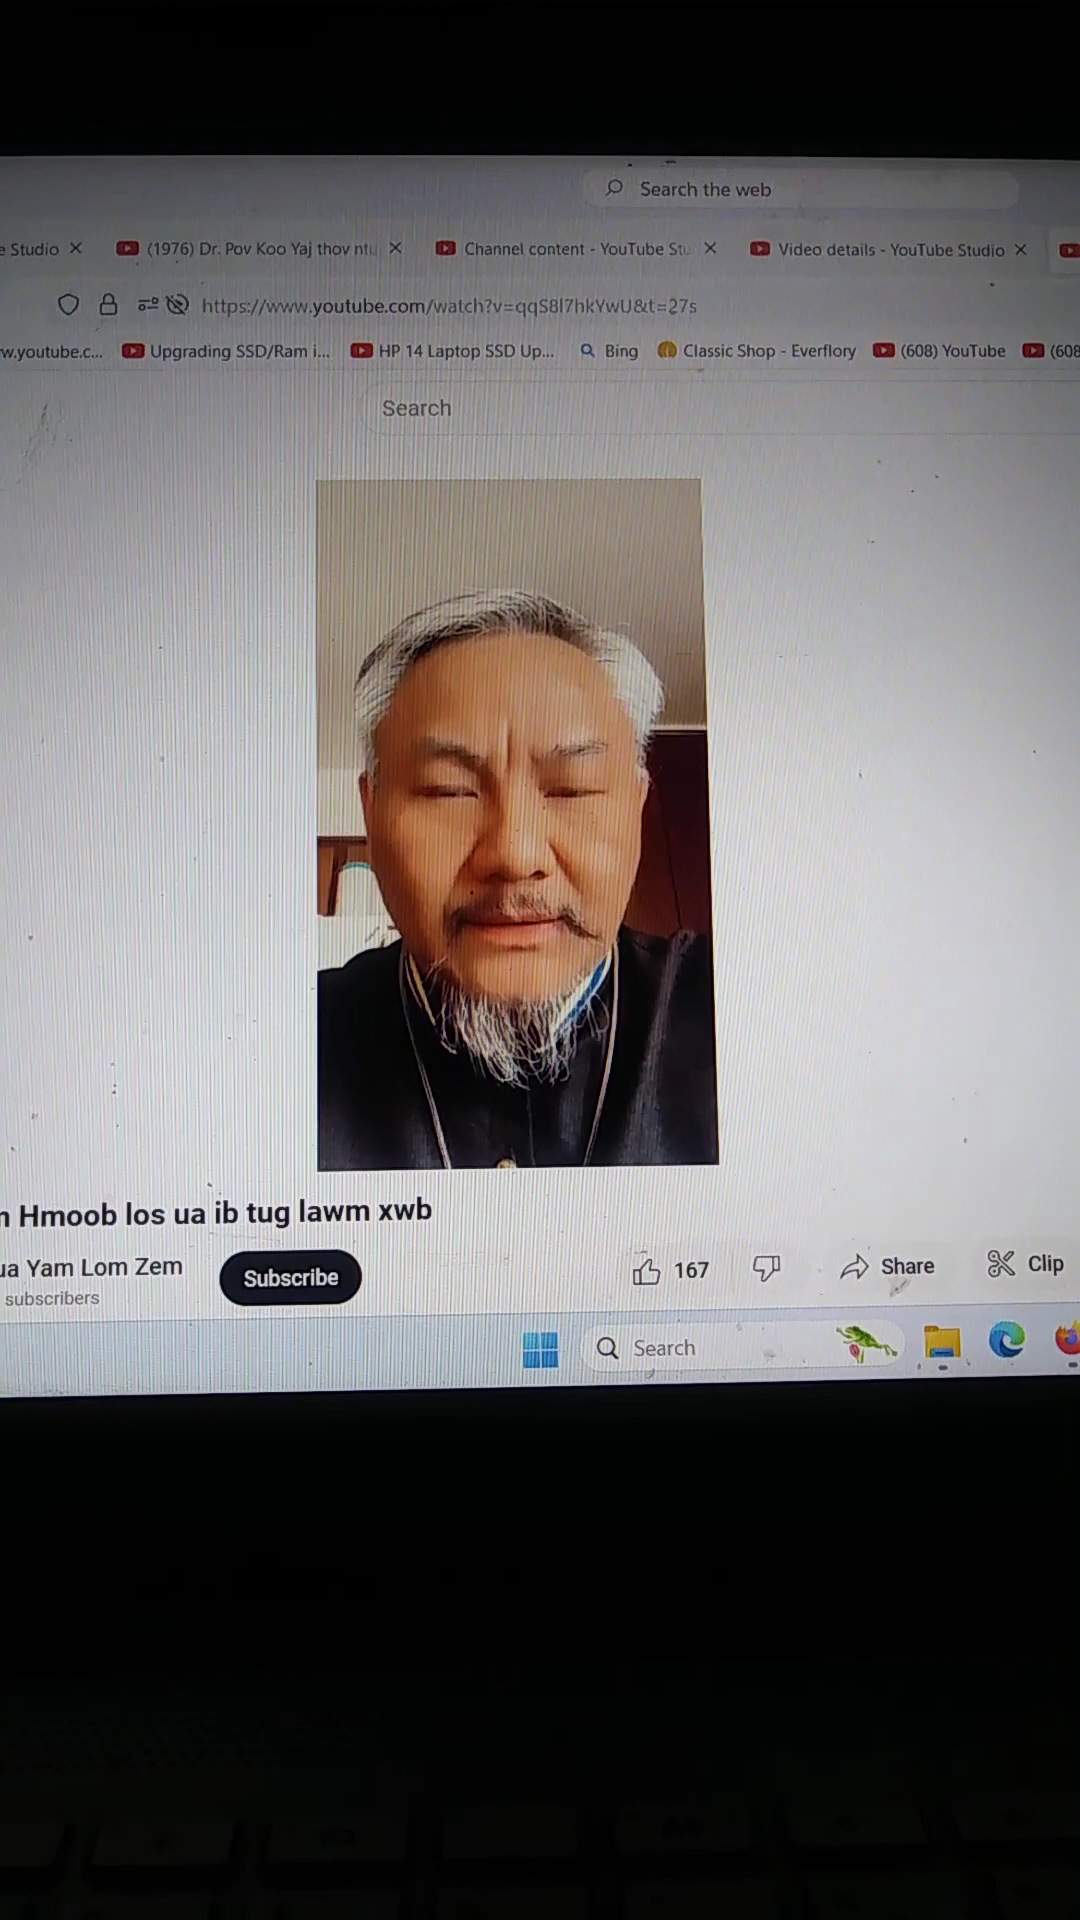 Search the web
e Studio
(1976) Dr. Pov Koo Yaj thov ntu
Channel content - YouTube Stu
Video details - YouTube Studio
https://www.youtube.com/watch?v=qqS8I7hkYwU&t=27s
w.youtube.c...
Upgrading SSD/Ram i...
HP 14 Laptop SSD Up...
Bing
Classic Shop - Everflory
(608) YouTube
(608
Search
Hmoob los ua ib tug lawm xwb
ua Yam Lom Zem
subscribers
Subscribe
167
Share
Clip
Search